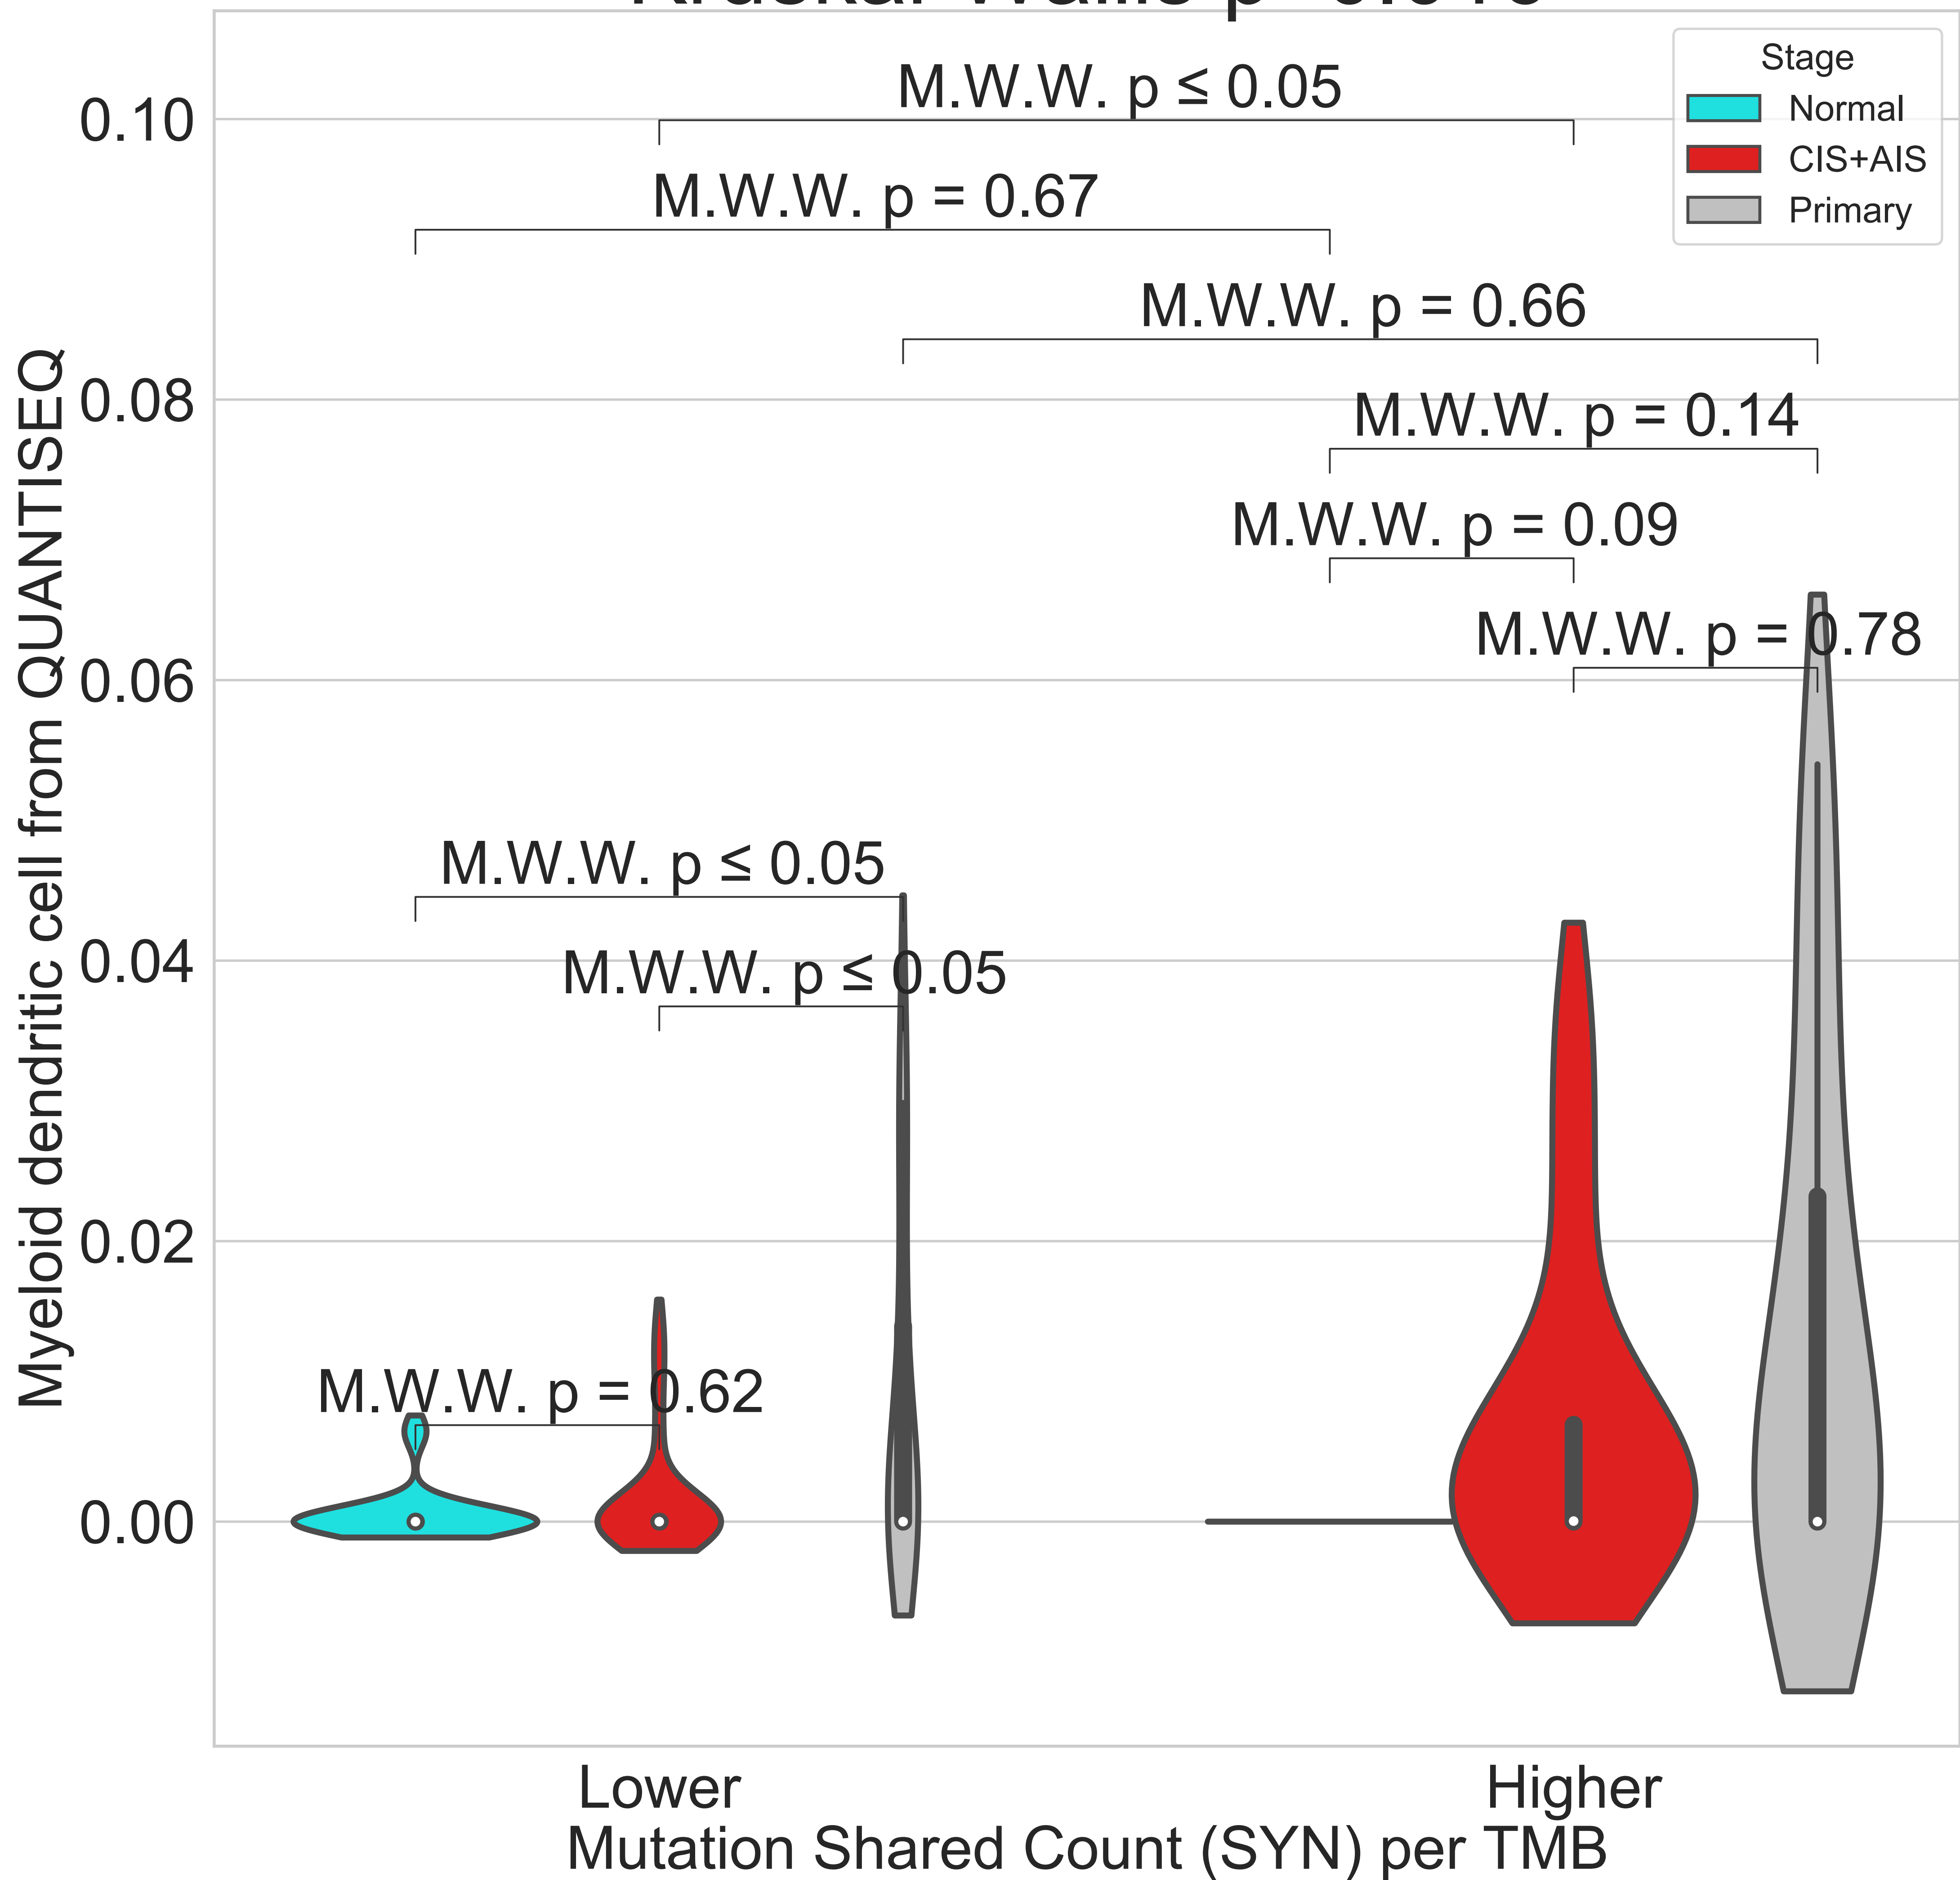 M.W.W. p ≤ 0.05
M.W.W. p = 0.67
M.W.W. p = 0.66
M.W.W. p = 0.14
M.W.W. p = 0.09
M.W.W. p = 0.78
M.W.W. p ≤ 0.05
M.W.W. p ≤ 0.05
M.W.W. p = 0.62
Stage
Normal
CIS+AIS
Primary
Myeloid dendritic cell from QUANTISEQ
0.10
0.08
0.06
0.04
0.02
0.00
Lower
Higher
Mutation Shared Count (SYN) per TMB